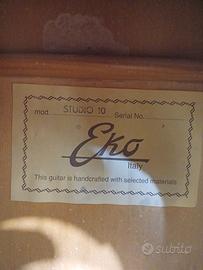 mod. STUDIO 10 Serial No.
Eko
Italy
This guitar is handcrafted with selected materials
subito